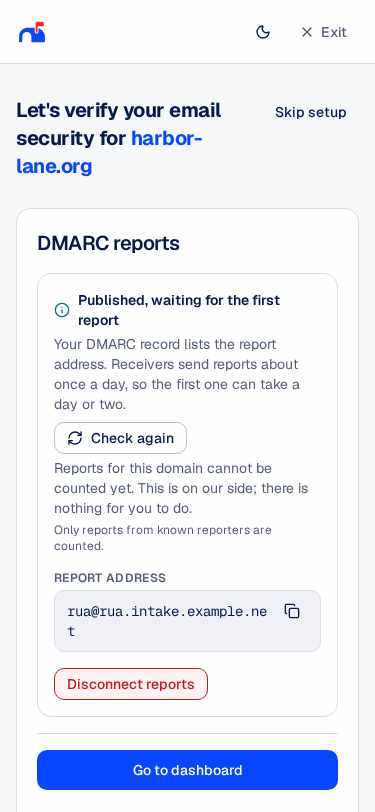 Exit
Let's verify your email
security for harbor-
lane.org
Skip setup
DMARC reports
Published, waiting for the first
report
Your DMARC record lists the report
address. Receivers send reports about
once a day, so the first one can take a
day or two.
Check again
Reports for this domain cannot be
counted yet. This is on our side; there is
nothing for you to do.
Only reports from known reporters are
counted.
REPORT ADDRESS
rua@rua.intake.example.ne
t
Disconnect reports
Go to dashboard